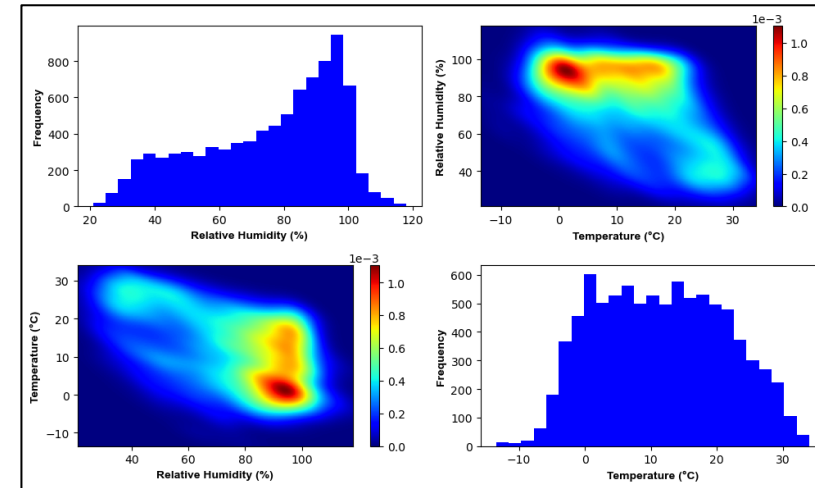 Frequency
800
600
400
200
0
20 40 60 80 100 120
Relative Humidity (%)
1e−3
Relative Humidity (%)
100
80
60
40
−10 0 10 20 30
Temperature (°C)
1.0
0.8
0.6
0.4
0.2
0.0
1e−3
Temperature (°C)
30
20
10
0
−10
40 60 80 100
Relative Humidity (%)
1.0
0.8
0.6
0.4
0.2
0.0
Frequency
600
500
400
300
200
100
0
−10 0 10 20 30
Temperature (°C)